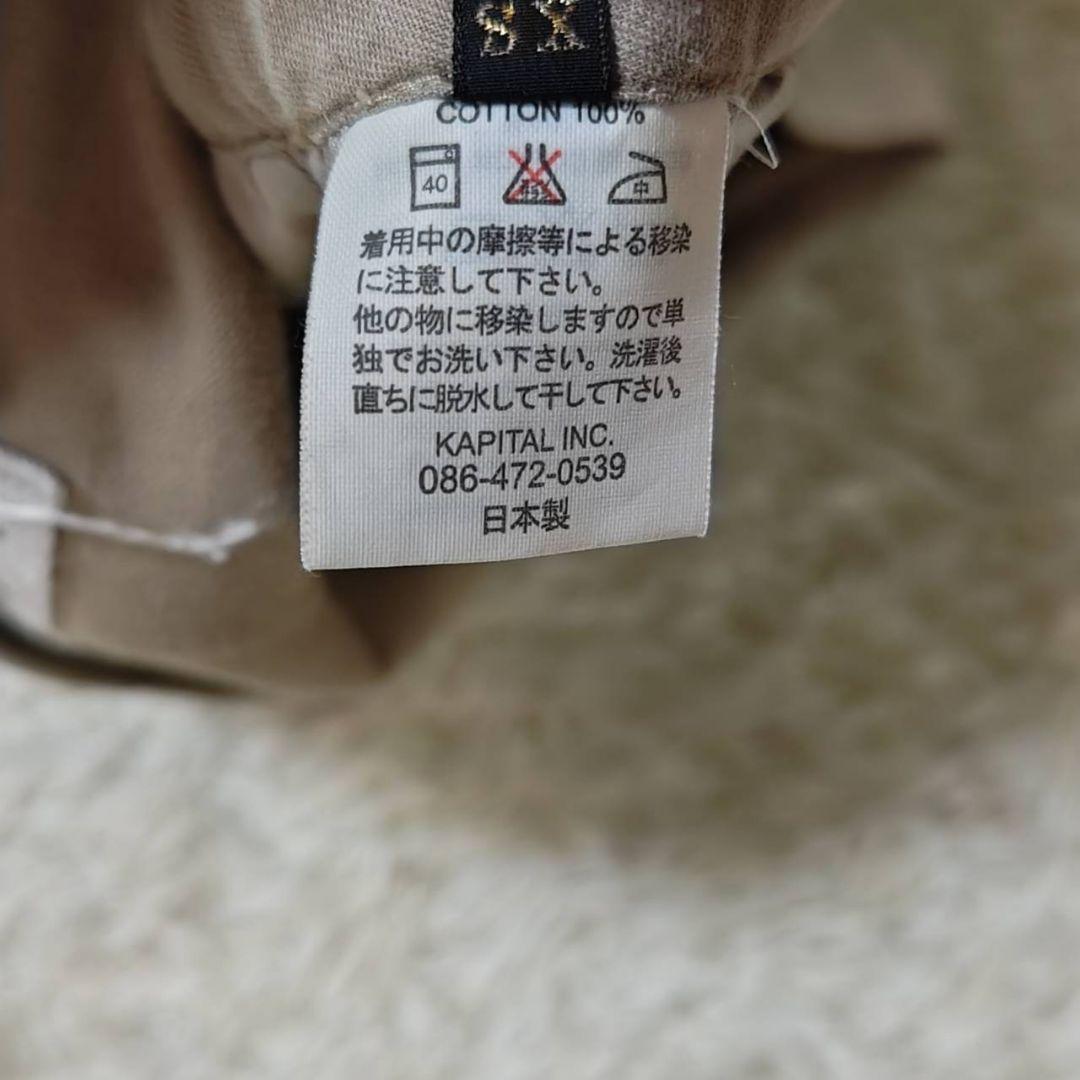 XS
COTTON 100%
40
中
着用中の摩擦等による移染
に注意して下さい。
他の物に移染しますので単
独でお洗い下さい。洗濯後
直ちに脱水して干して下さい。
KAPITAL INC.
086-472-0539
日本製